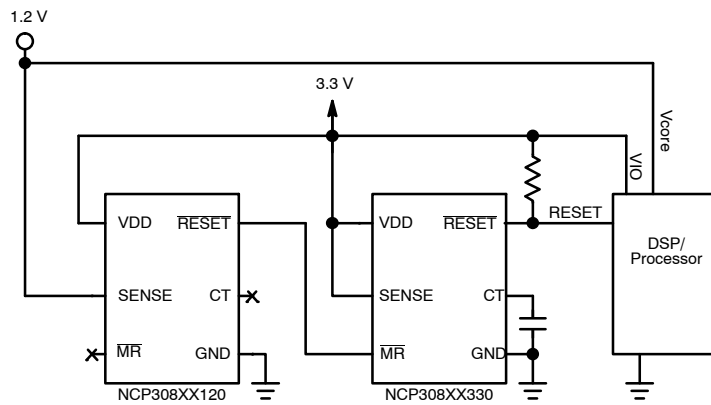 1.2 V
3.3 V
Vcore
VIO
VDD
RESET
SENSE
CT
MR
GND
NCP308XX120
VDD
RESET
SENSE
CT
MR
GND
NCP308XX330
RESET
DSP/
Processor